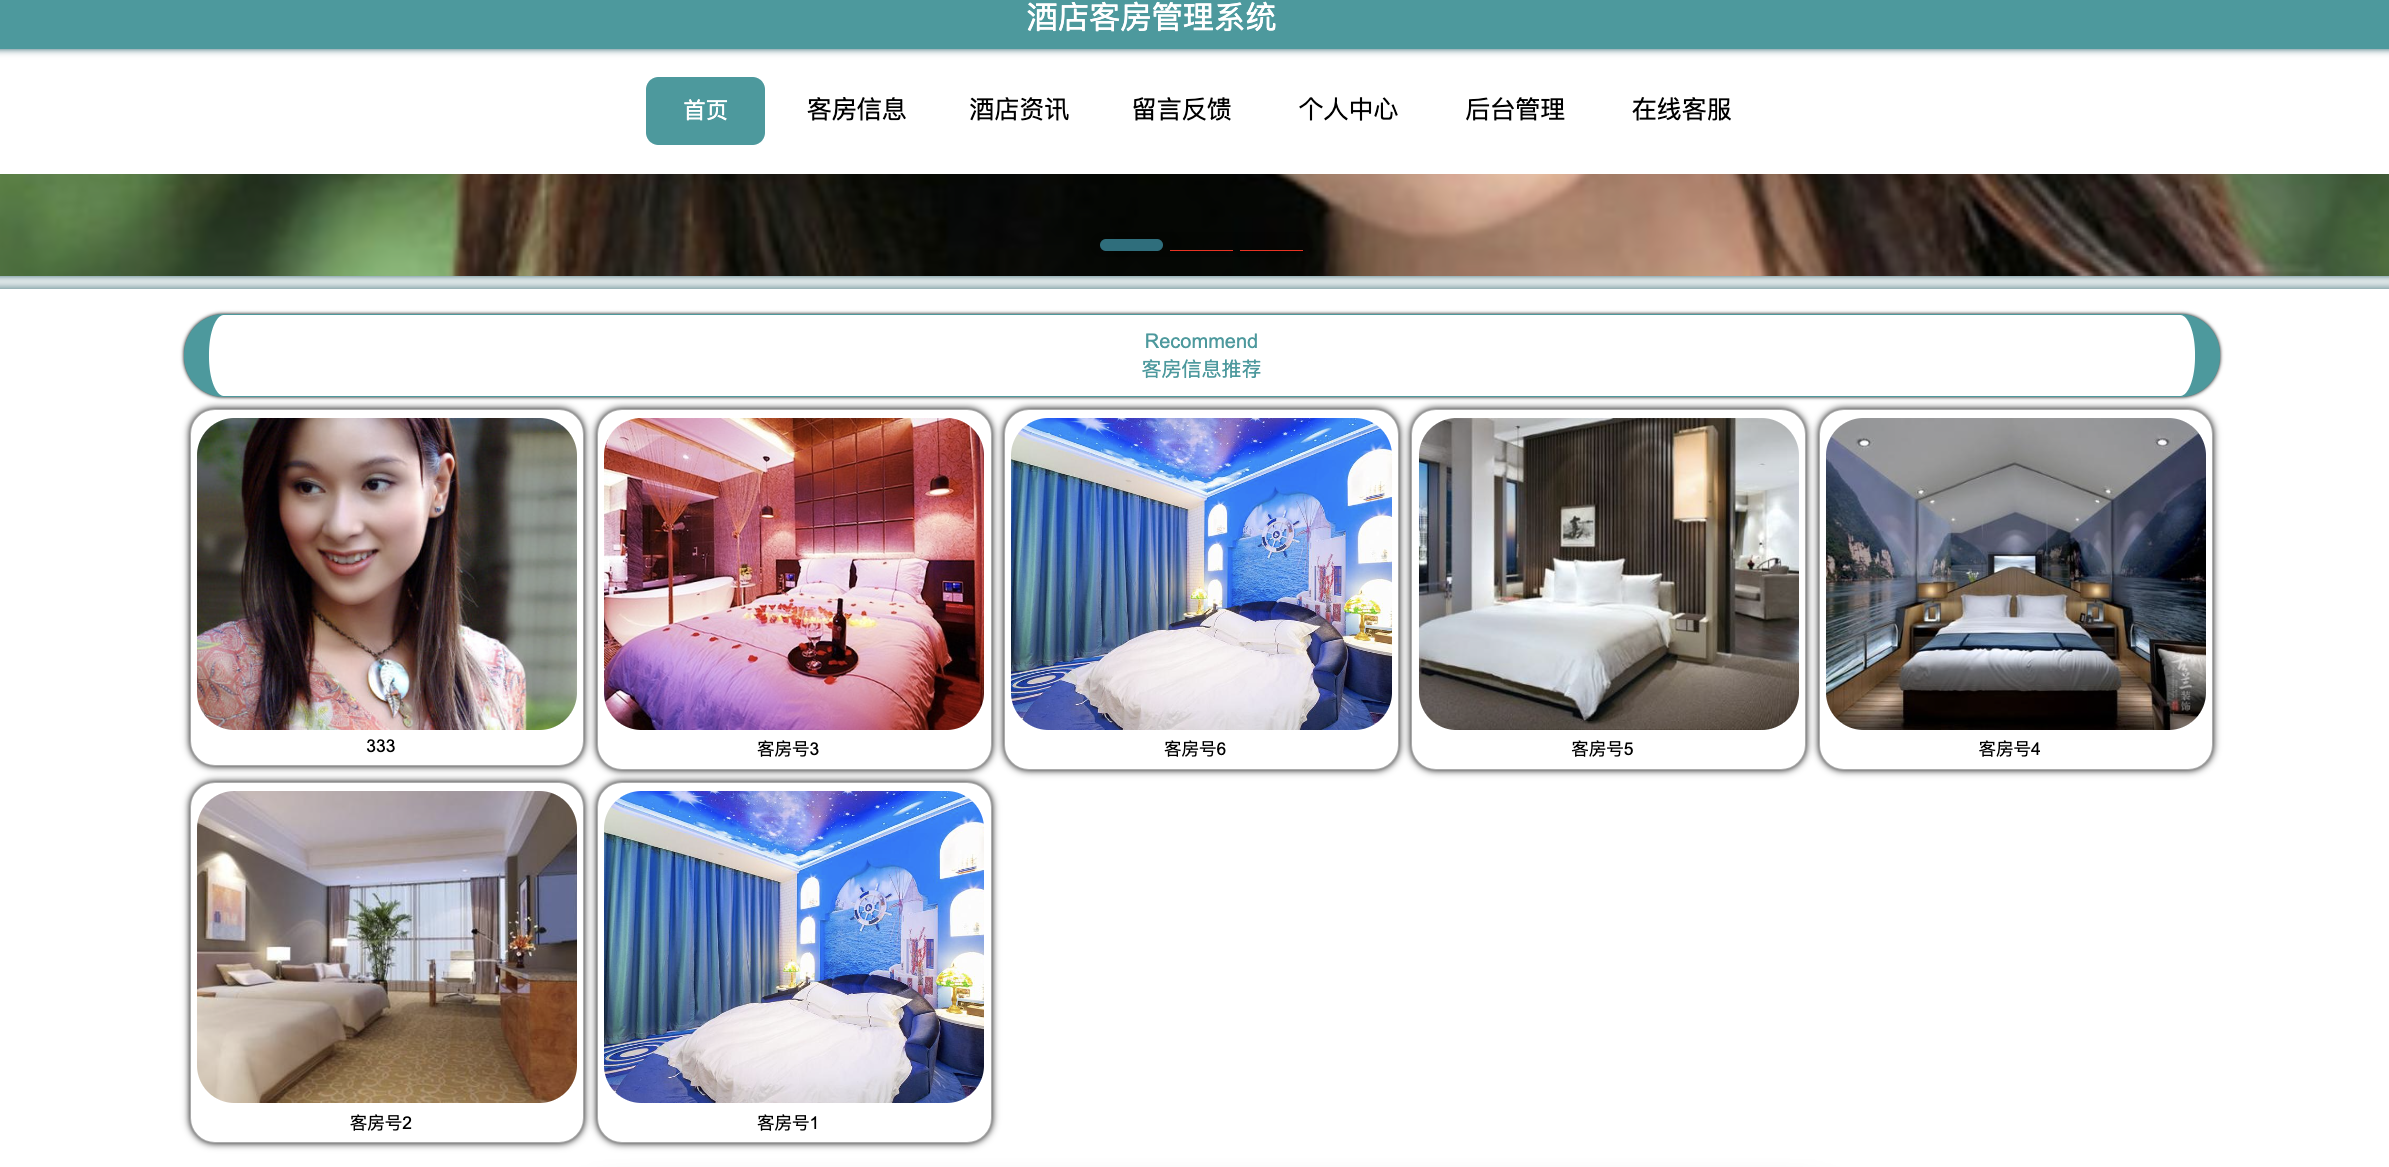 酒店客房管理系统
首页 客房信息 酒店资讯 留言反馈 个人中心 后台管理 在线客服
Recommend
客房信息推荐
333 客房号3 客房号6 客房号5 客房号4
客房号2 客房号1